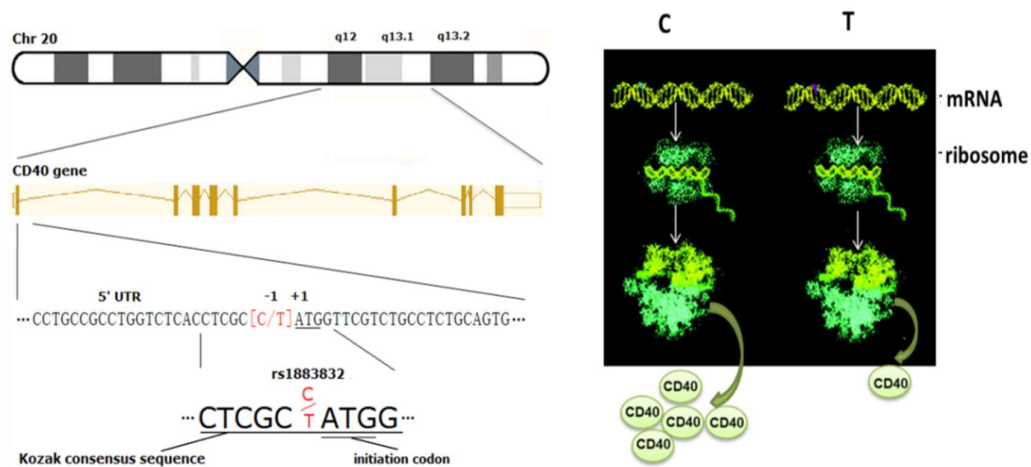 Chr 20
q12 q13.1 q13.2
CD40 gene
5' UTR -1 +1
···CCTGCCGCCTGGTCTCACCTCGC[C/T]ATGGTTCGTCTGCCTCTGCAGTG···
rs1883832
··· CTCGC C/T ATGG ···
Kozak consensus sequence initiation codon
C T
mRNA
ribosome
CD40
CD40
CD40 CD40 CD40
CD40